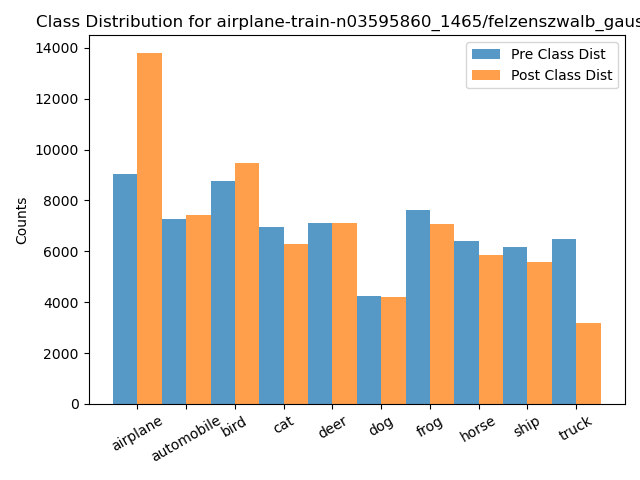 Class Distribution for airplane-train-n03595860_1465/felzenszwalb_gaus
Pre Class Dist
Post Class Dist
Counts
14000
12000
10000
8000
6000
4000
2000
0
airplane
automobile
bird
cat
deer
dog
frog
horse
ship
truck